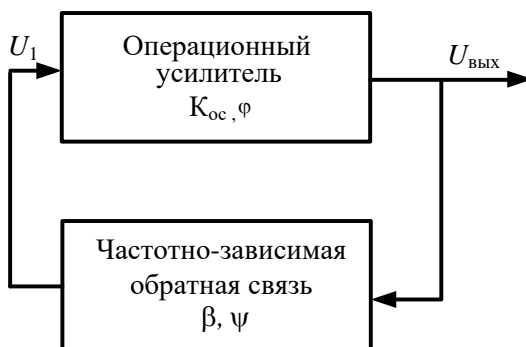 U₁
Операционный
усилитель
Kос, φ
Uвых
Частотно-зависимая
обратная связь
β, ψ